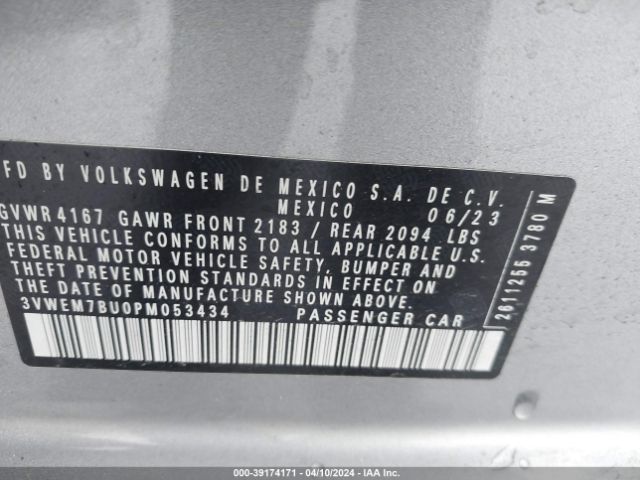 FD BY VOLKSWAGEN DE MEXICO S.A. DE C.V.
MEXICO 06/23
GVWR 4167 GAWR FRONT 2183 / REAR 2094 LBS
THIS VEHICLE CONFORMS TO ALL APPLICABLE U.S.
FEDERAL MOTOR VEHICLE SAFETY, BUMPER AND
THEFT PREVENTION STANDARDS IN EFFECT ON
THE DATE OF MANUFACTURE SHOWN ABOVE.
3VWEM7BU0PM053434 PASSENGER CAR
2611255 3780 M
000-39174171 | 04/10/2024 | IAA Inc.